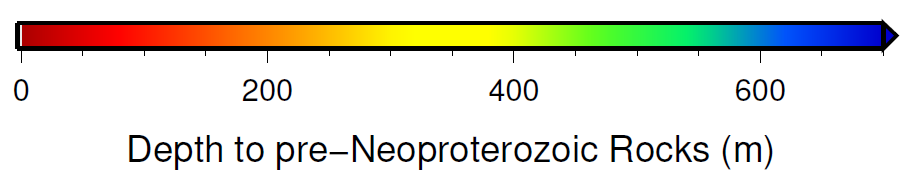 0 200 400 600
Depth to pre−Neoproterozoic Rocks (m)